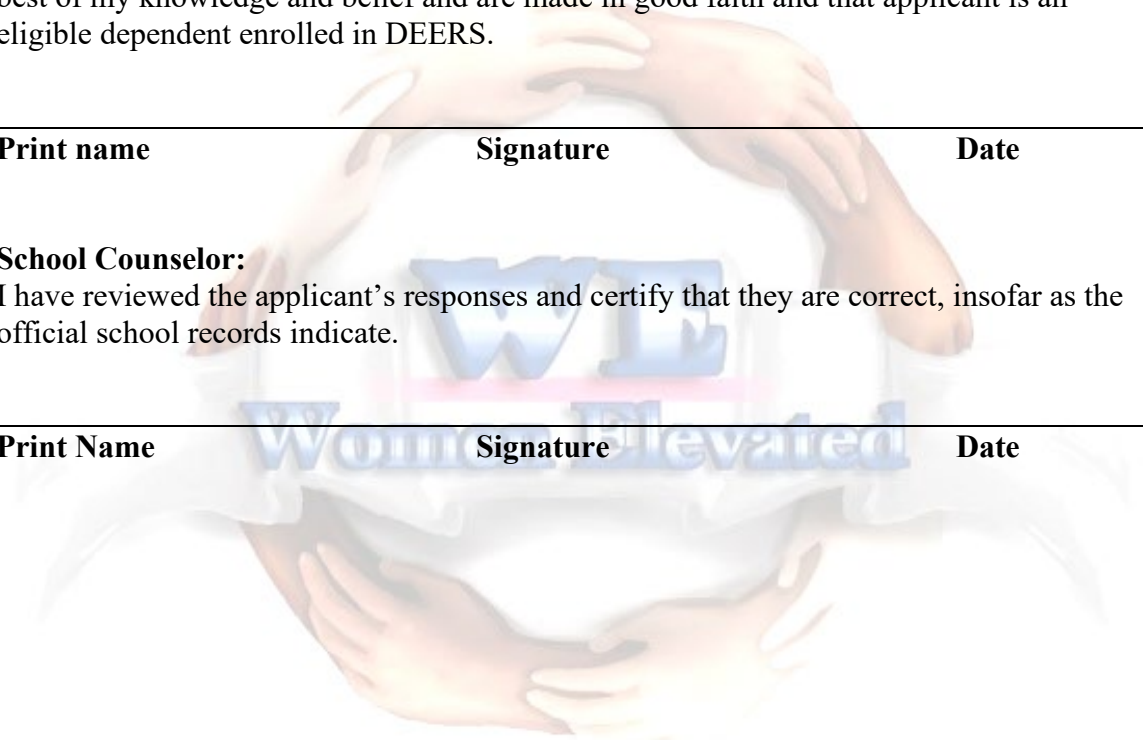 best of my knowledge and belief and are made in good faith and that applicant is an
eligible dependent enrolled in DEERS.
Print name Signature Date
School Counselor:
I have reviewed the applicant’s responses and certify that they are correct, insofar as the
official school records indicate.
Print Name Signature Date
WE
Women Elevated